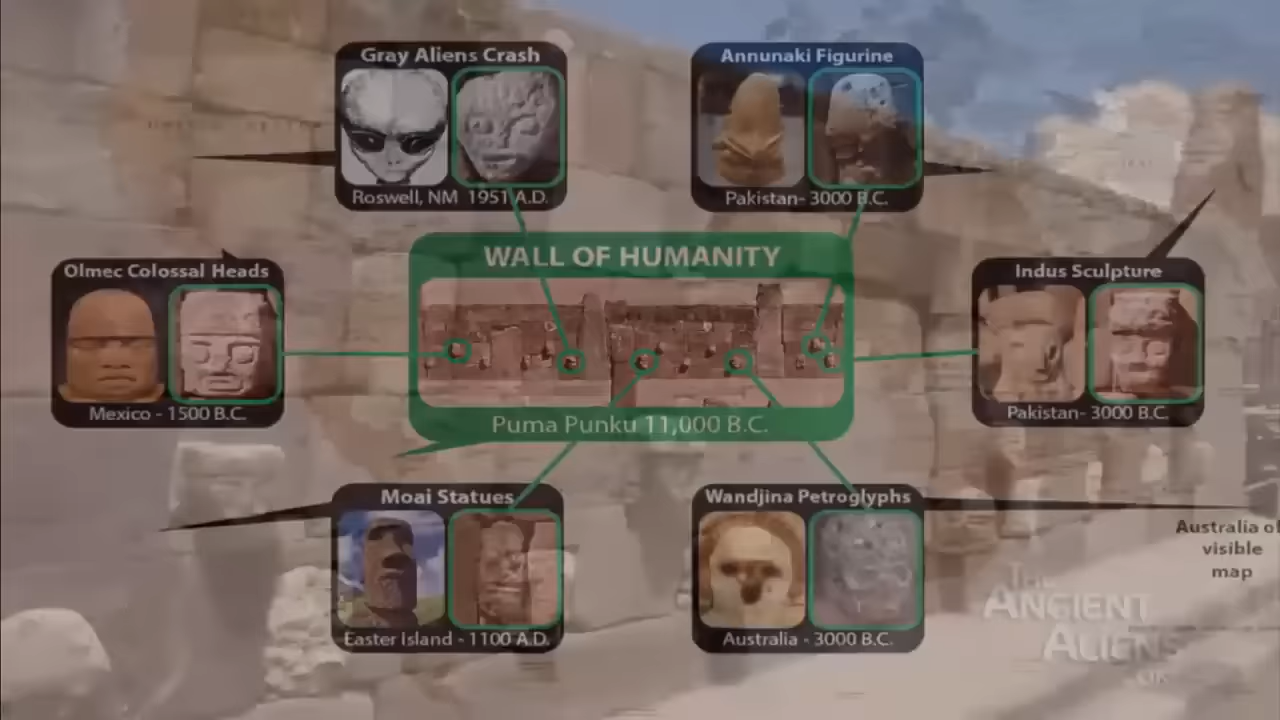 Gray Aliens Crash
Roswell, NM 1951 A.D.
Annunaki Figurine
Pakistan- 3000 B.C.
Olmec Colossal Heads
Mexico - 1500 B.C.
WALL OF HUMANITY
Puma Punku 11,000 B.C.
Indus Sculpture
Pakistan- 3000 B.C.
Moai Statues
Easter Island - 1100 A.D.
Wandjina Petroglyphs
Australia - 3000 B.C.
Australia of
visible
map
THE
ANCIENT
ALIENS